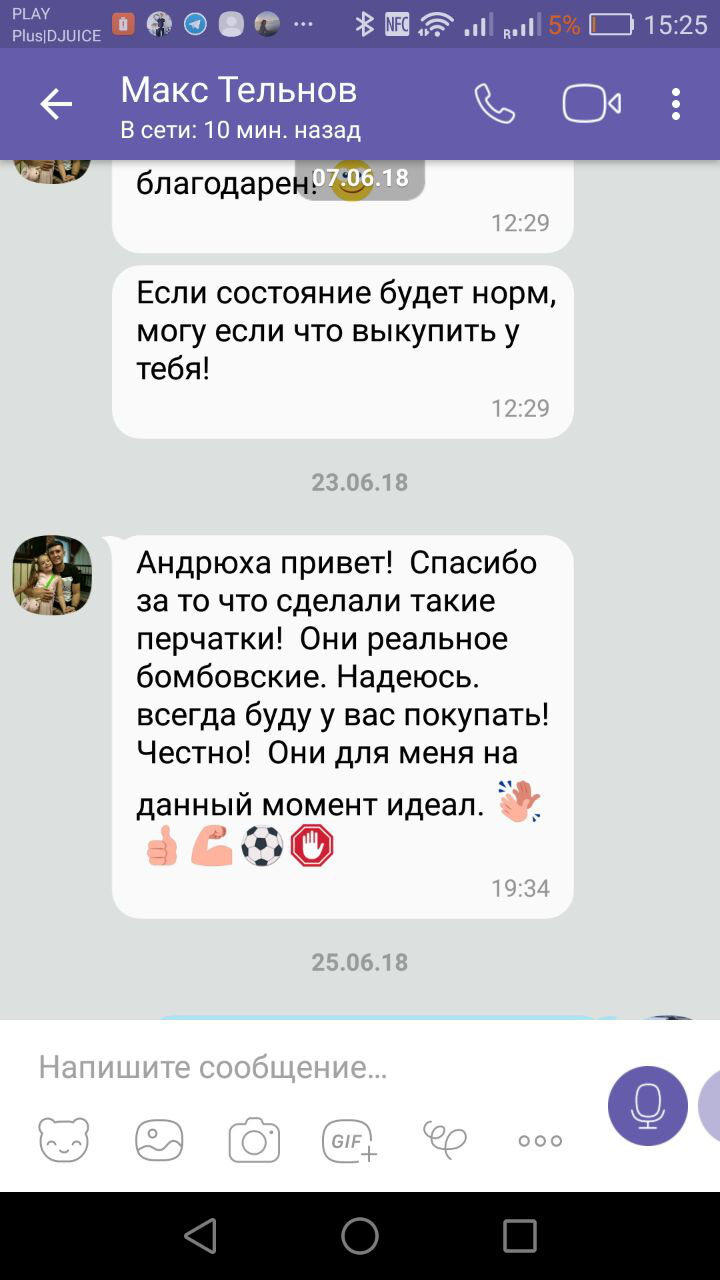 PLAY
Plus|DJUICE
NFC
R
5%
15:25
Макс Тельнов
В сети: 10 мин. назад
07.06.18
благодарен!
12:29
Если состояние будет норм,
могу если что выкупить у
тебя!
12:29
23.06.18
Андрюха привет! Спасибо
за то что сделали такие
перчатки! Они реальное
бомбовские. Надеюсь.
всегда буду у вас покупать!
Честно! Они для меня на
данный момент идеал.
19:34
25.06.18
Напишите сообщение...
GIF